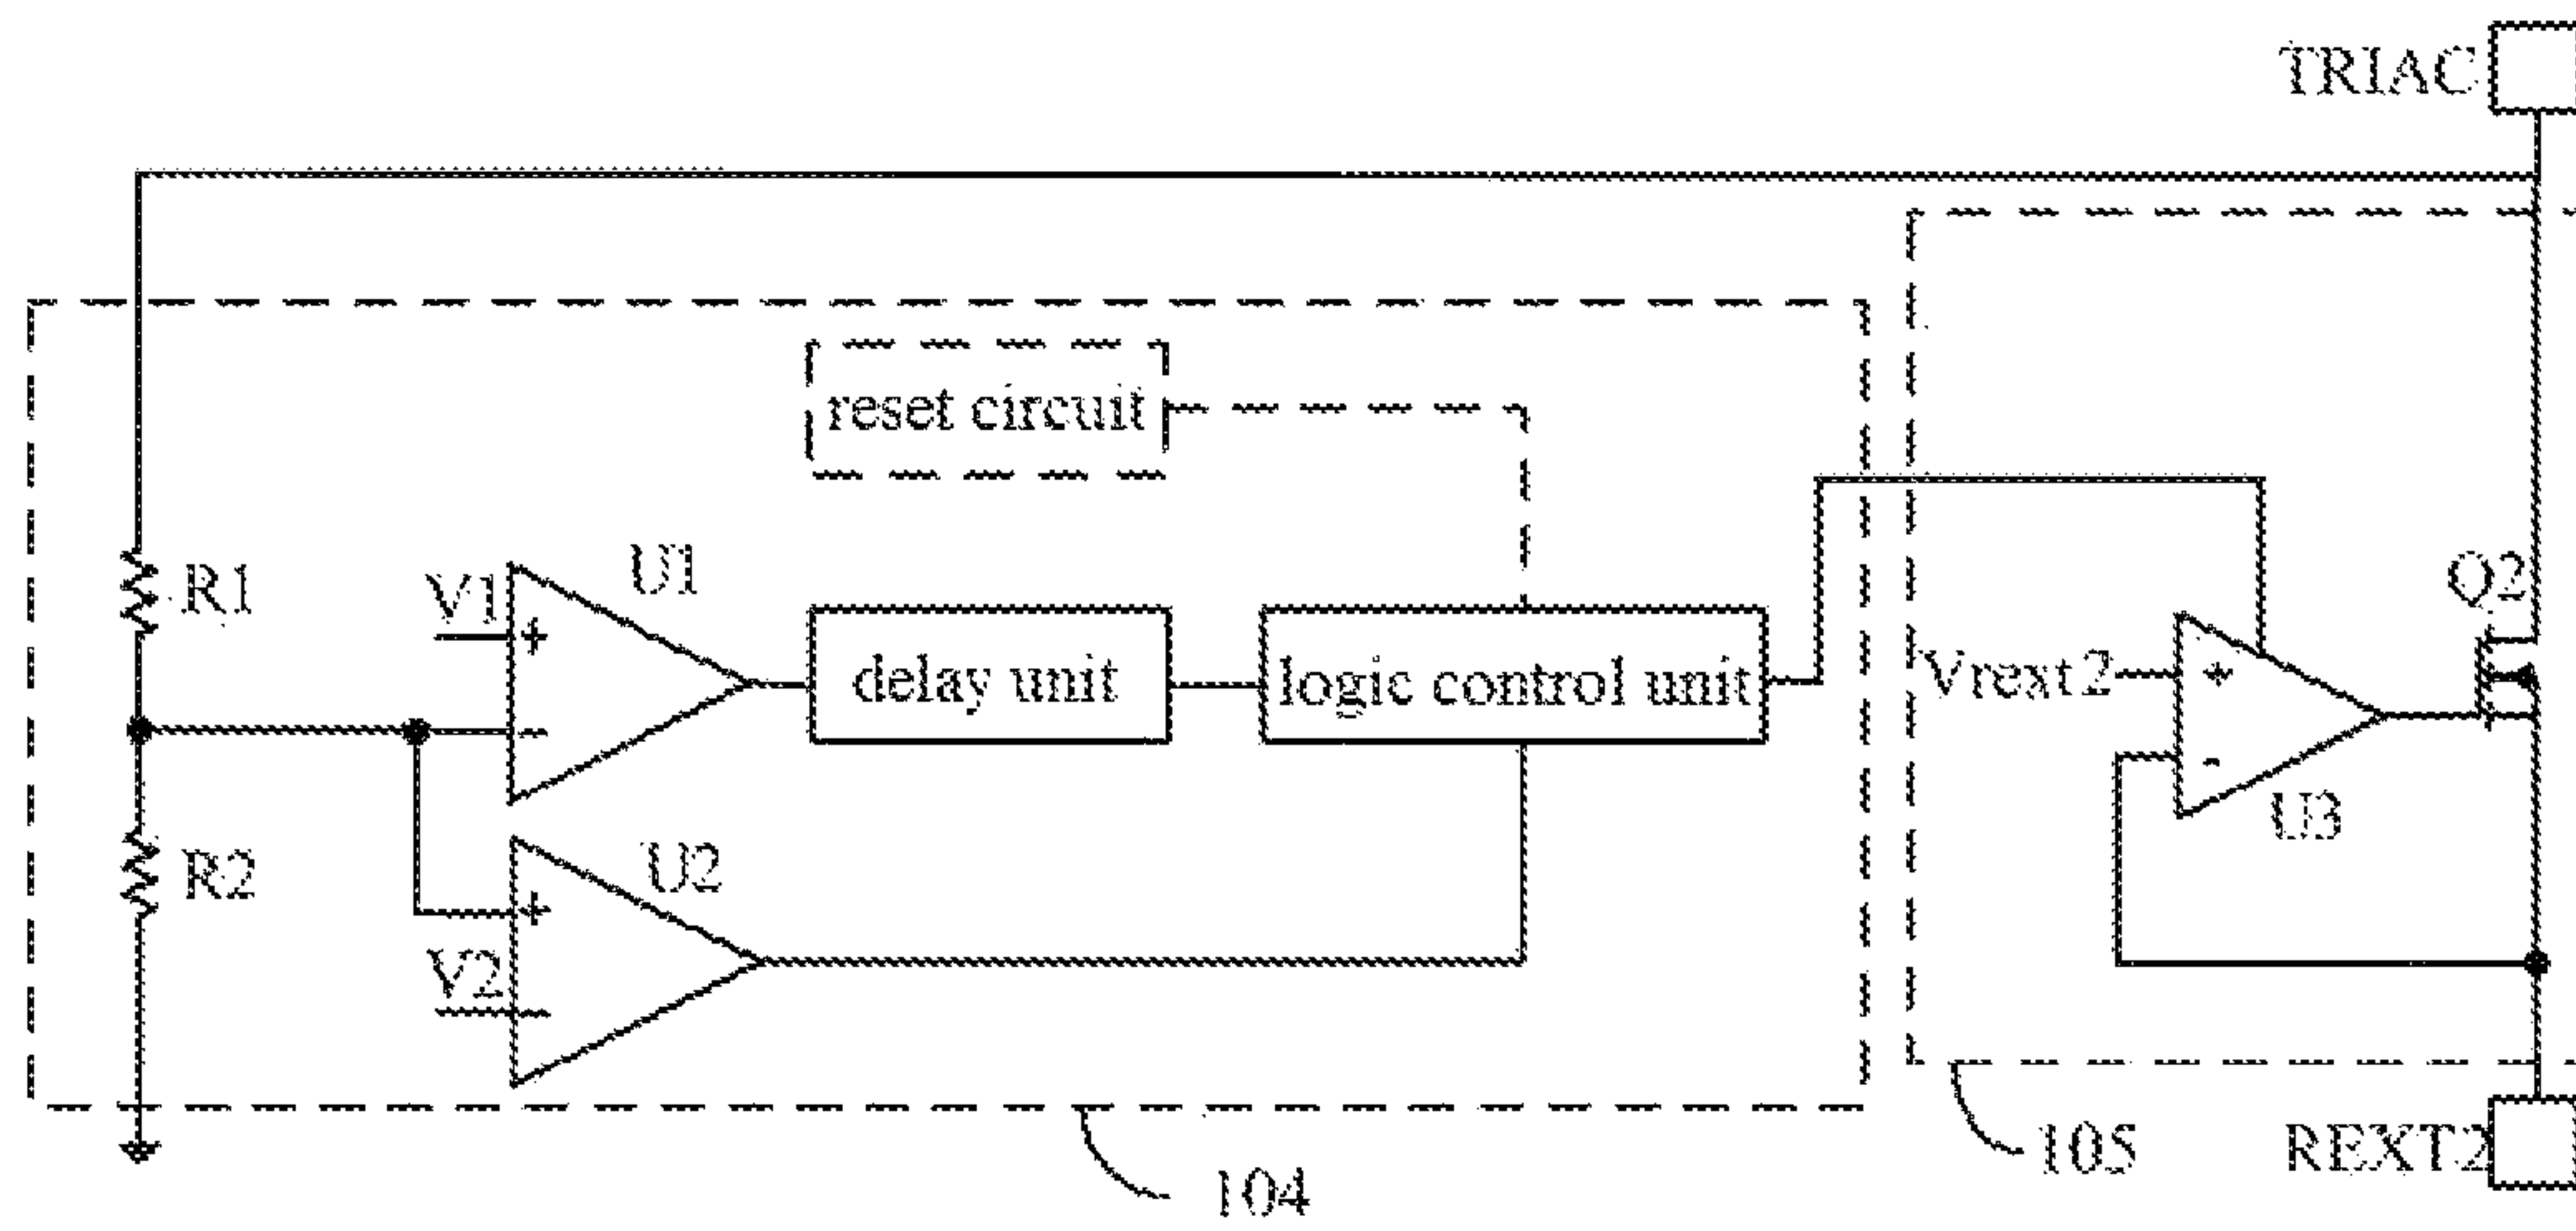 TRIAC
reset circuit
R1
V1
+
U1
-
delay unit
logic control unit
Vrext2
+
-
U3
Q2
R2
+
U2
V2
-
104
105
REXT2